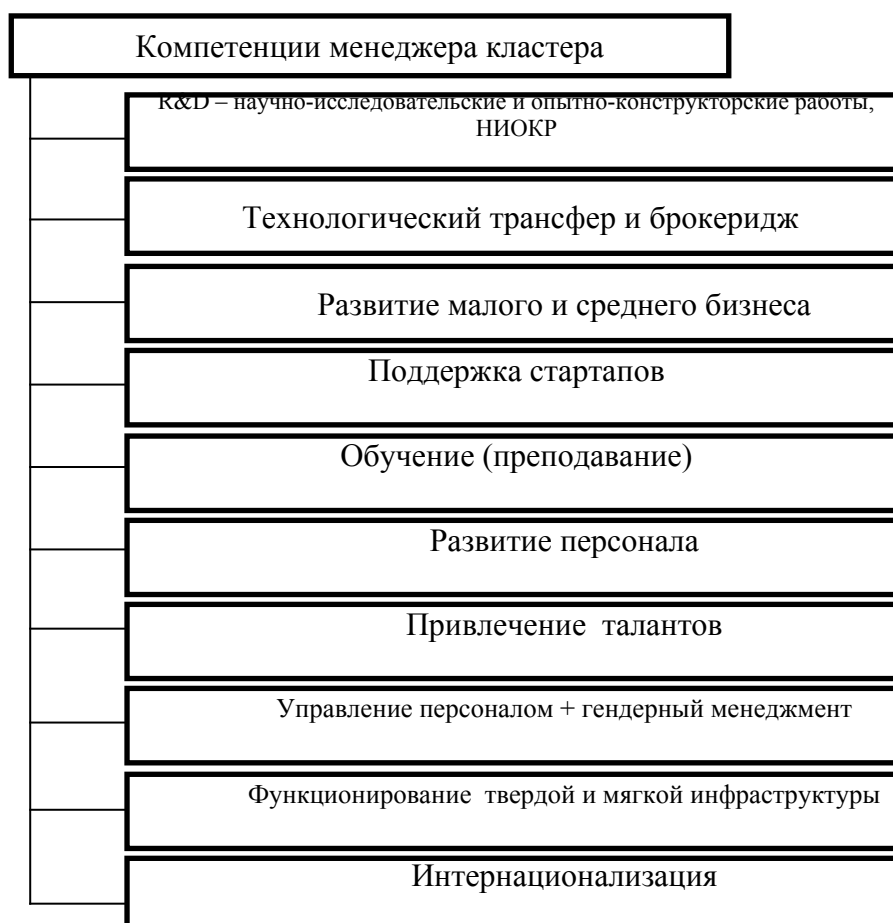 Компетенции менеджера кластера
R&D – научно-исследовательские и опытно-конструкторские работы,
НИОКР
Технологический трансфер и брокеридж
Развитие малого и среднего бизнеса
Поддержка стартапов
Обучение (преподавание)
Развитие персонала
Привлечение талантов
Управление персоналом + гендерный менеджмент
Функционирование твердой и мягкой инфраструктуры
Интернационализация